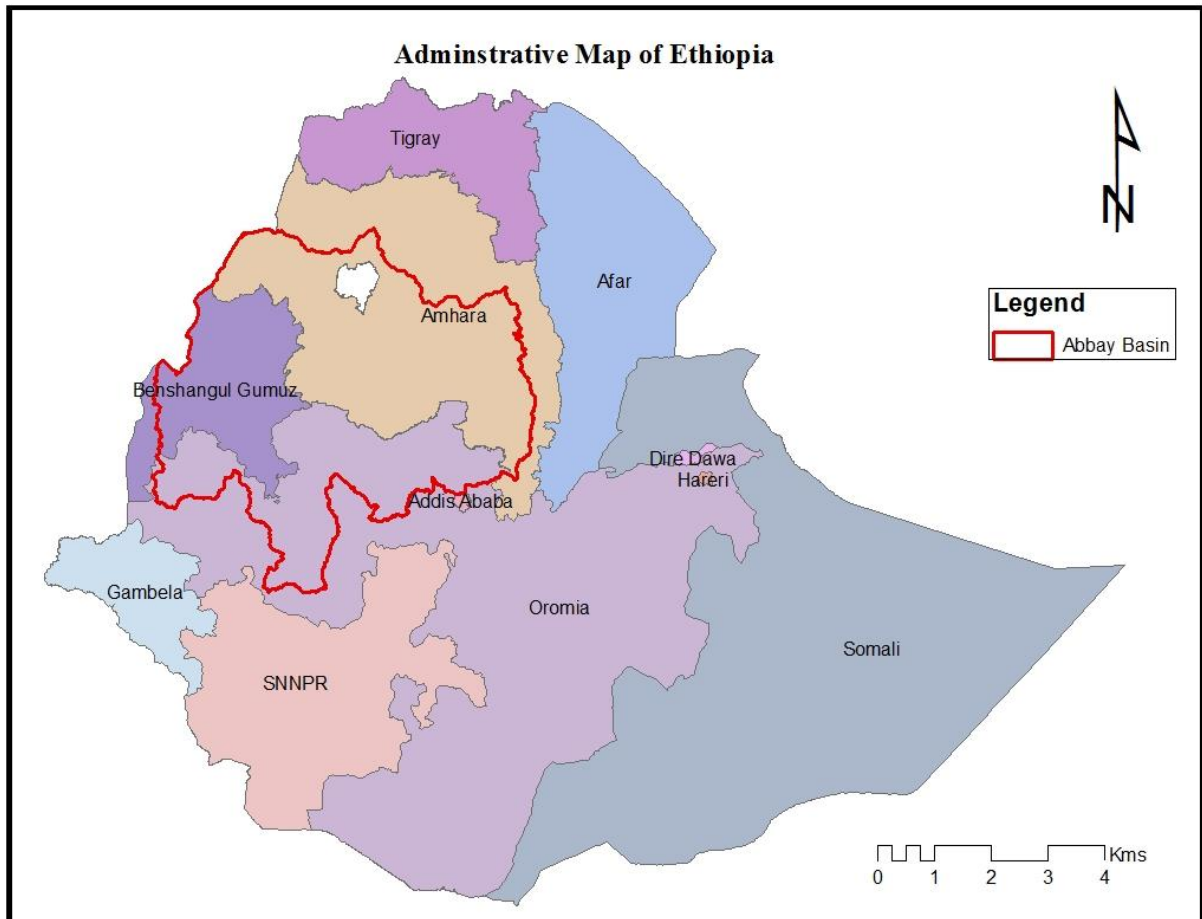 Adminstrative Map of Ethiopia
Tigray
N
Afar
Legend
Abbay Basin
Amhara
Benshangul Gumuz
Dire Dawa
Hareri
Addis Ababa
Gambela
Oromia
Somali
SNNPR
Kms
0 1 2 3 4